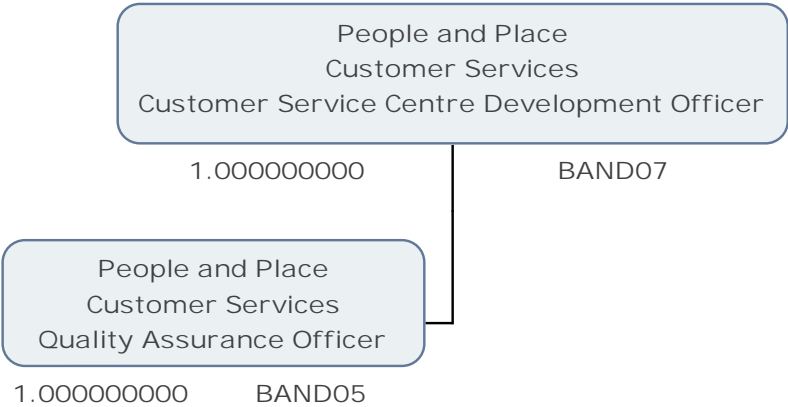 People and Place
Customer Services
Customer Service Centre Development Officer
1.000000000 BAND07
People and Place
Customer Services
Quality Assurance Officer
1.000000000 BAND05